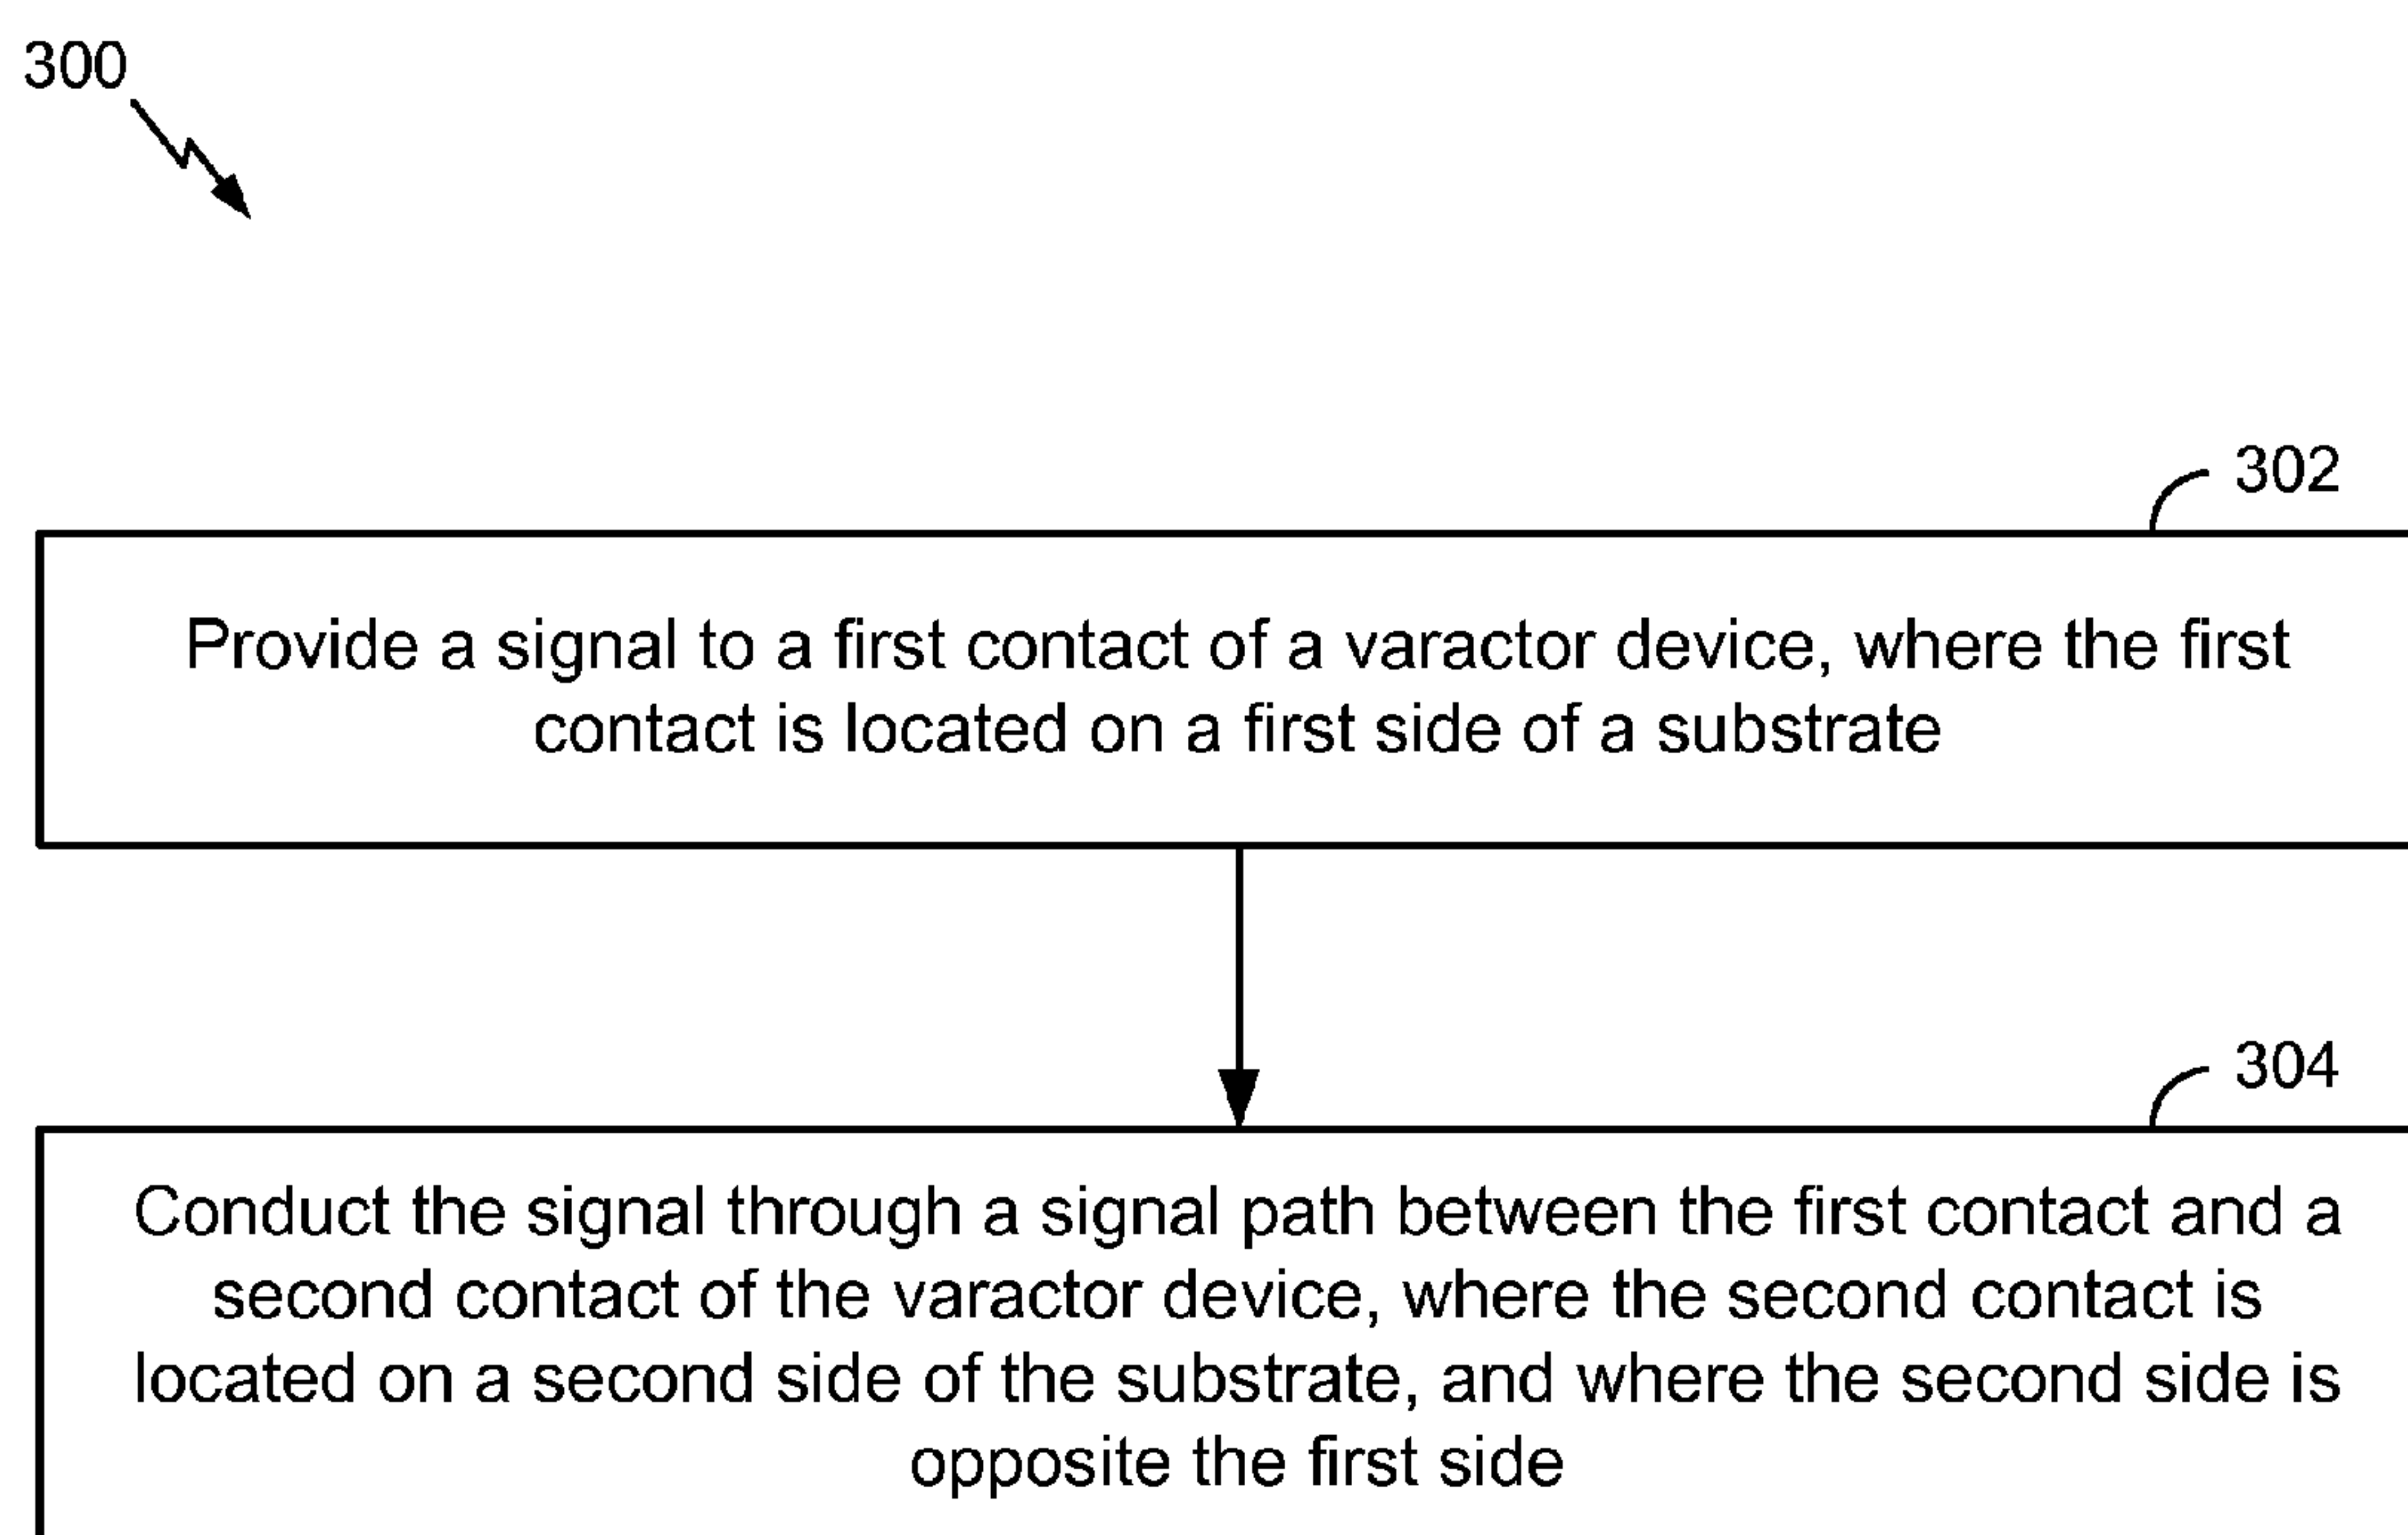 300
302
Provide a signal to a first contact of a varactor device, where the first
contact is located on a first side of a substrate
304
Conduct the signal through a signal path between the first contact and a
second contact of the varactor device, where the second contact is
located on a second side of the substrate, and where the second side is
opposite the first side